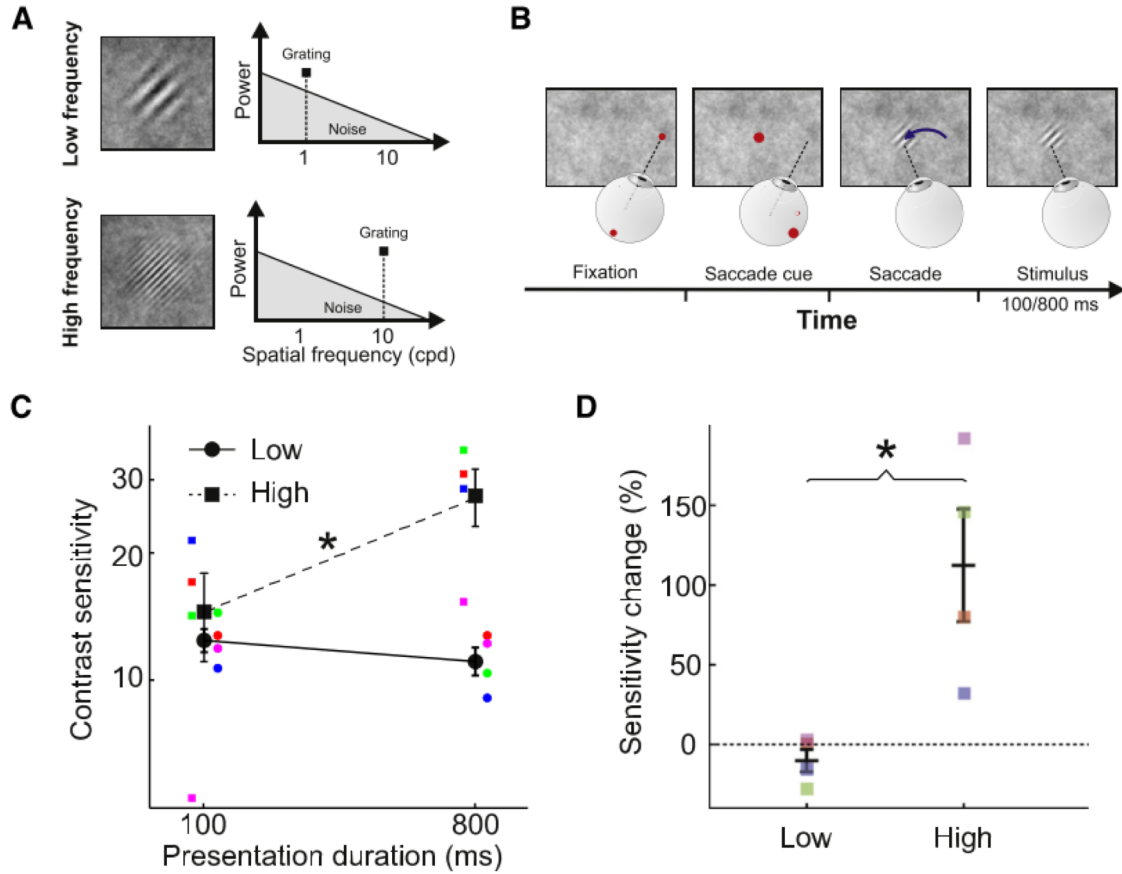 A
Low frequency
Power
Grating
Noise
1 10
High frequency
Power
Grating
Noise
1 10
Spatial frequency (cpd)
B
Fixation
Saccade cue
Saccade
Stimulus
100/800 ms
Time
C
Contrast sensitivity
Low
High
30
20
10
*
100 800
Presentation duration (ms)
D
Sensitivity change (%)
*
150
100
50
0
Low High